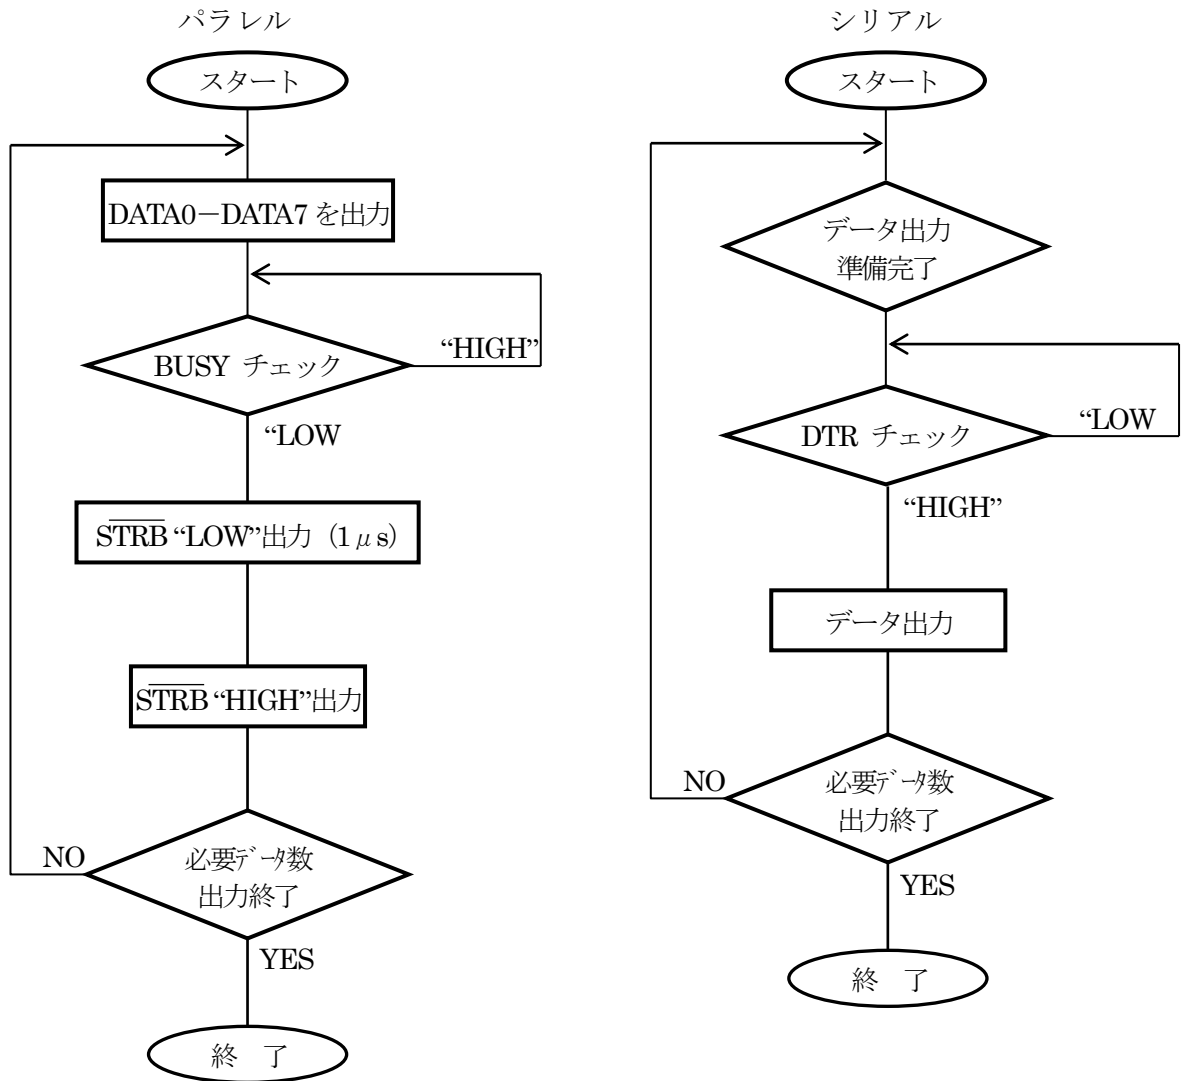 パラレル
スタート
DATA0－DATA7 を出力
BUSY チェック
“HIGH”
“LOW
STRB “LOW”出力（1μs）
STRB “HIGH”出力
NO
必要ﾃﾞｰﾀ数
出力終了
YES
終　了
シリアル
スタート
データ出力
準備完了
DTR チェック
“LOW
“HIGH”
データ出力
NO
必要ﾃﾞｰﾀ数
出力終了
YES
終　了